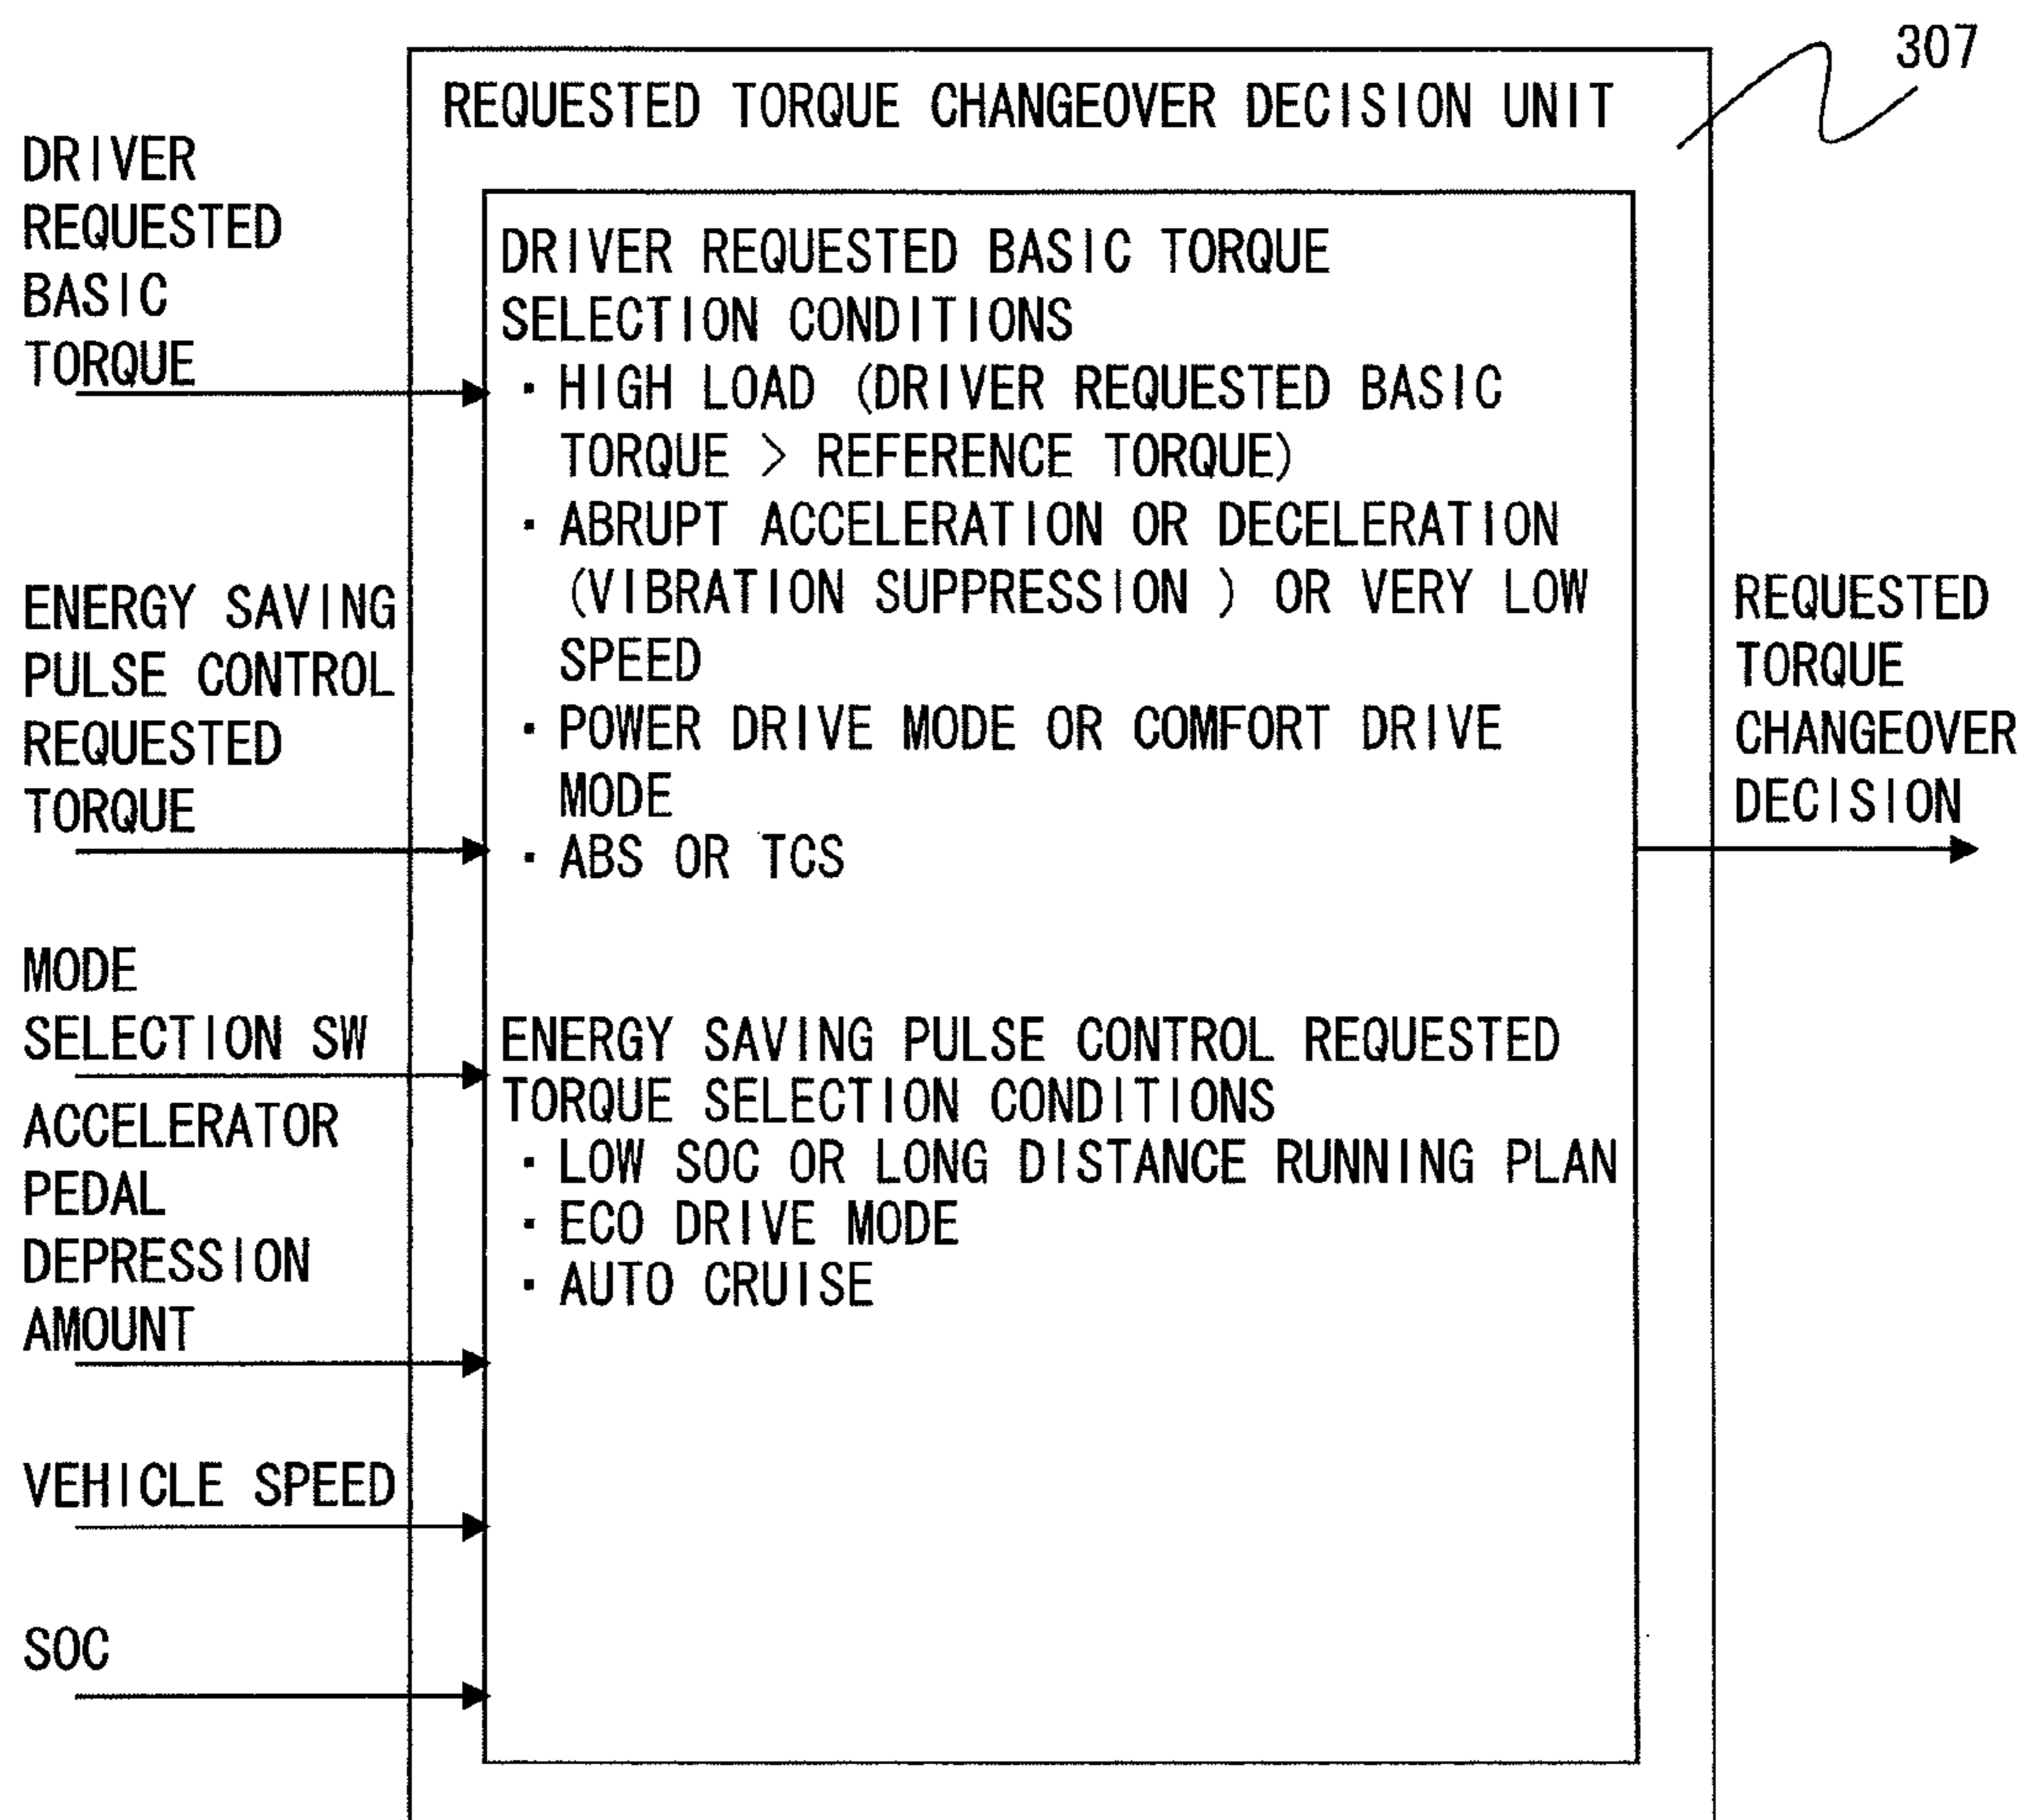 307
REQUESTED TORQUE CHANGEOVER DECISION UNIT
DRIVER
REQUESTED
BASIC
TORQUE
ENERGY SAVING
PULSE CONTROL
REQUESTED
TORQUE
MODE
SELECTION SW
ACCELERATOR
PEDAL
DEPRESSION
AMOUNT
VEHICLE SPEED
SOC
DRIVER REQUESTED BASIC TORQUE
SELECTION CONDITIONS
・HIGH LOAD (DRIVER REQUESTED BASIC
TORQUE > REFERENCE TORQUE)
・ABRUPT ACCELERATION OR DECELERATION
(VIBRATION SUPPRESSION ) OR VERY LOW
SPEED
・POWER DRIVE MODE OR COMFORT DRIVE
MODE
・ABS OR TCS
ENERGY SAVING PULSE CONTROL REQUESTED
TORQUE SELECTION CONDITIONS
・LOW SOC OR LONG DISTANCE RUNNING PLAN
・ECO DRIVE MODE
・AUTO CRUISE
REQUESTED
TORQUE
CHANGEOVER
DECISION